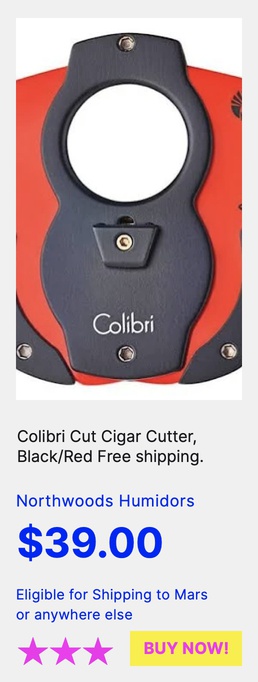 Colibri
Colibri Cut Cigar Cutter,
Black/Red Free shipping.
Northwoods Humidors
$39.00
Eligible for Shipping to Mars
or anywhere else
BUY NOW!